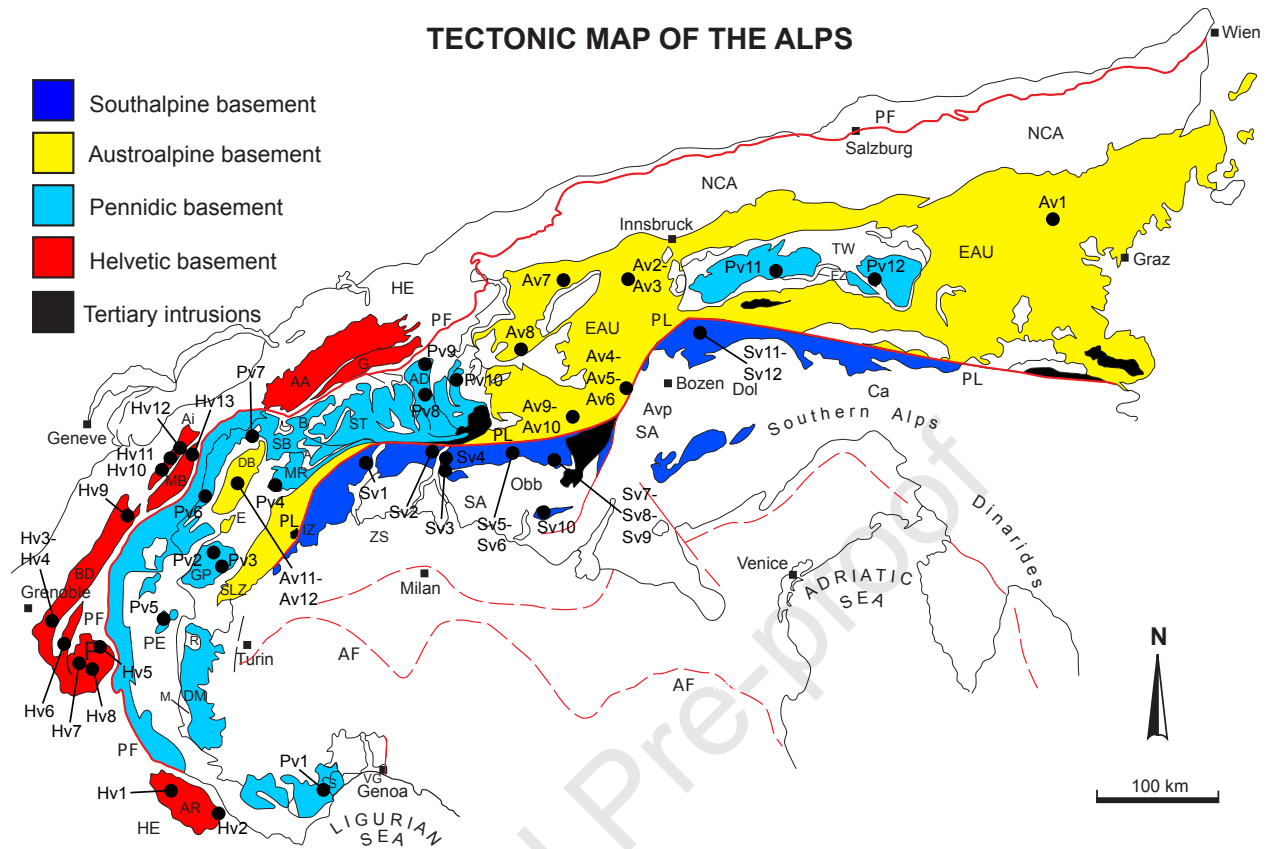 TECTONIC MAP OF THE ALPS
Southalpine basement
Austroalpine basement
Pennidic basement
Helvetic basement
Tertiary intrusions
Wien
PF
Salzburg
NCA
NCA
Innsbruck
Av1
EAU
Graz
TW
Pv11
EZ
Pv12
Av7
Av2-
Av3
HE
PF
EAU
PL
Av8
Av4-
Av5-
Av6
Sv11-
Sv12
Bozen
Dol
Ca
PL
Pv9
G
AA
AD
Pv10
Pv8
Av9-
Av10
Pv7
Hv13
Hv12
Ai
B
ST
SB
PL
Avp
SA
Southern Alps
Geneve
Hv11
Hv10
MB
DB
A
MR
Sv4
Obb
Hv9
Pv6
Pv4
Sv1
Sv2
Sv3
SA
Sv5-
Sv6
Sv10
Sv7-
Sv8-
Sv9
E
PL
IZ
ZS
Hv3-
Hv4
BD
Grenoble
Pv2
Pv3
GP
SLZ
Av11-
Av12
Milan
Venice
ADRIATIC
SEA
Dinarides
PF
P
Pv5
PE
R
Turin
AF
AF
Hv5
Hv6
Hv7
Hv8
M
DM
PF
Pv1
S
VG
Genoa
Hv1
AR
Hv2
HE
LIGURIAN
SEA
N
100 km
Pre-proof